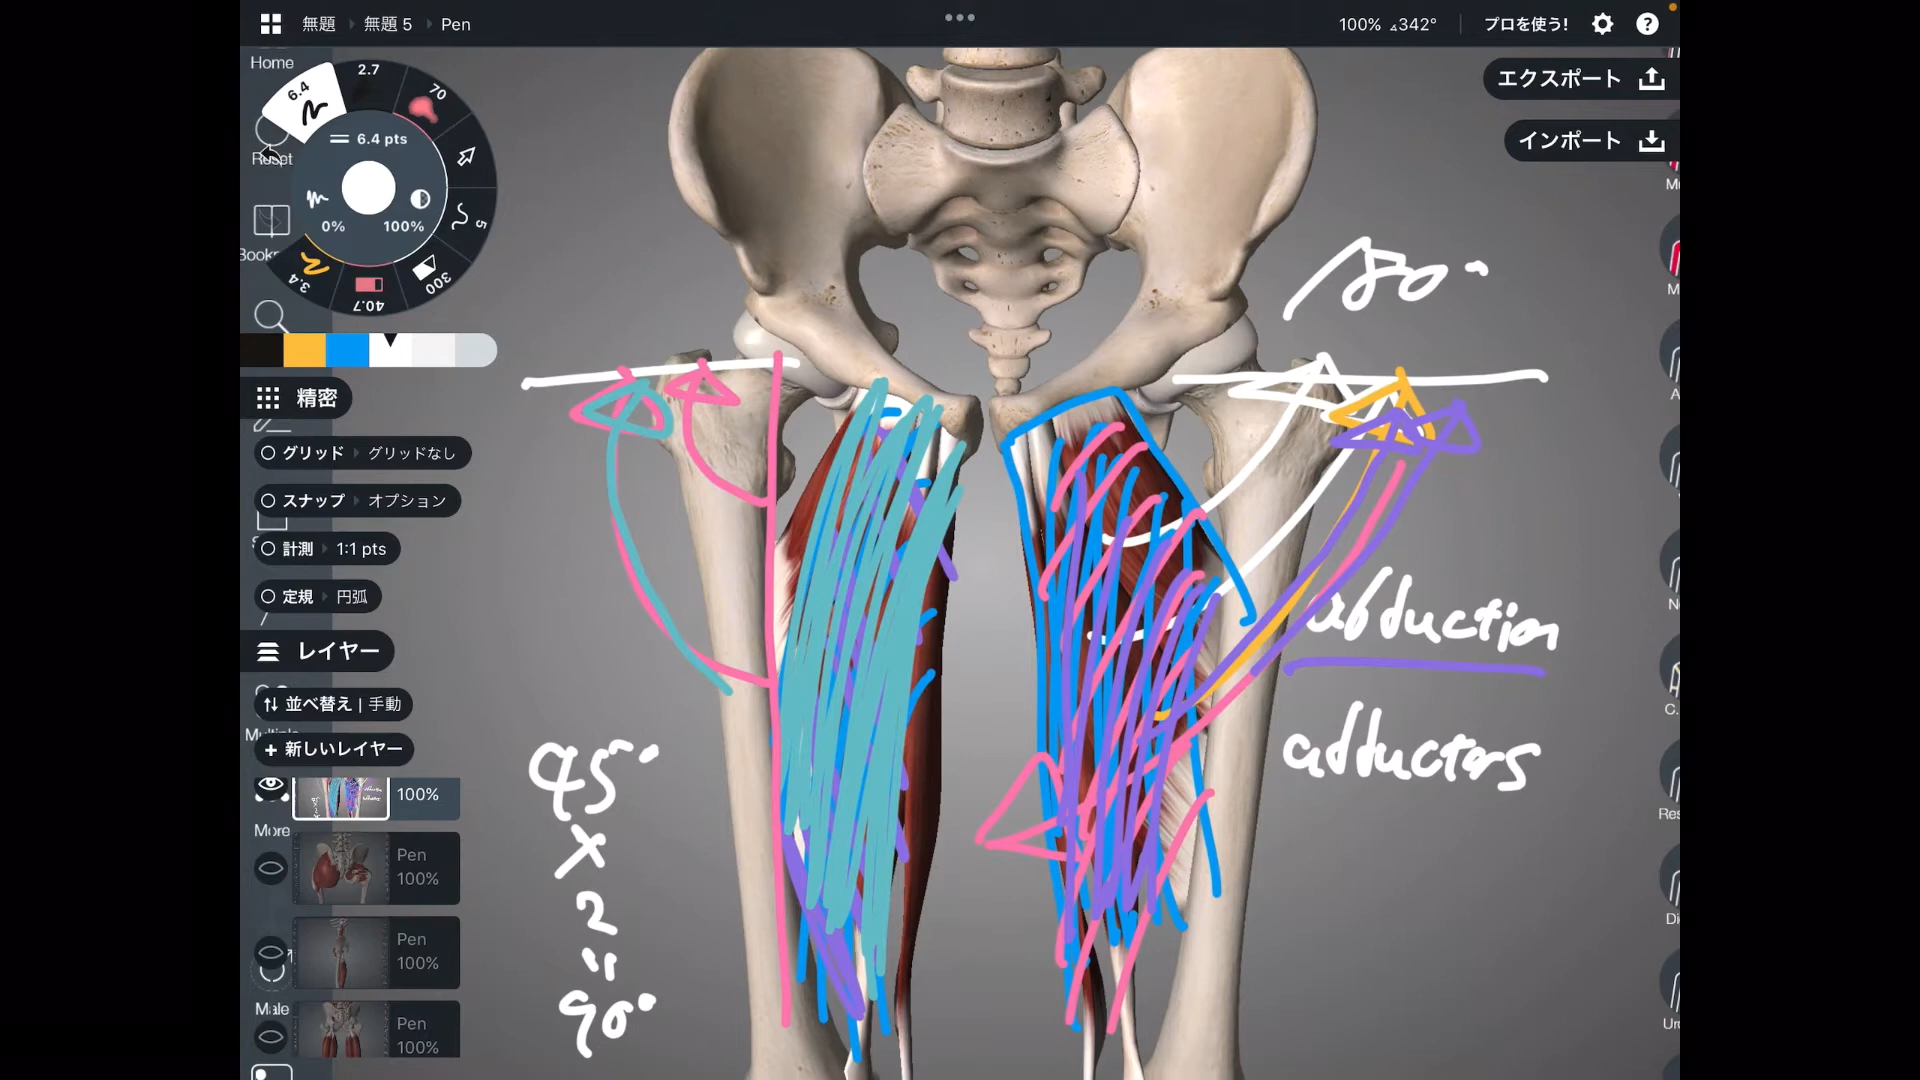 無題 無題 5 Pen
100% ⊿342°
プロを使う!
エクスポート
インポート
Home
Reset
2.7
70
6.4
6.4 pts
0% 100%
5
300
40.7
3.4
精密
グリッド グリッドなし
スナップ オプション
計測 1:1 pts
定規 円弧
レイヤー
並べ替え | 手動
+ 新しいレイヤー
100%
More
Pen
100%
Pen
100%
Male
Pen
100%
180°
abduction
adductors
45°
×
2
=
90°